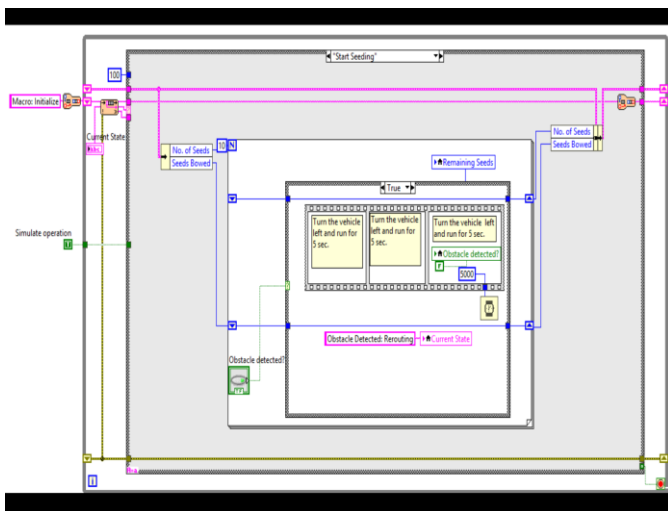 "Start Seeding"
100
Macro: Initialize
Current State
No. of Seeds
Seeds Bowed
10
N
Remaining Seeds
No. of Seeds
Seeds Bowed
True
Turn the vehicle
left and run for
5 sec.
Turn the vehicle
left and run for
5 sec.
Turn the vehicle left
and run for 5 sec.
Obstacle detected?
F
5000
Simulate operation
Obstacle Detected: Rerouting
Current State
Obstacle detected?
TF
i